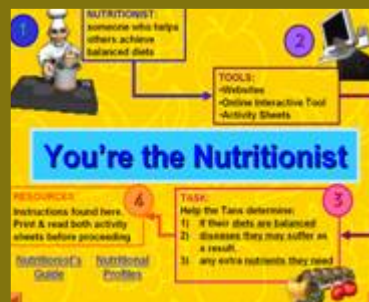 1
NUTRITIONIST:
someone who helps
others achieve
balanced diets
2
TOOLS:
•Websites
•Online Interactive Tool
•Activity Sheets
You're the Nutritionist
RESOURCES:
Instructions found here.
Print & read both activity
sheets before proceeding
Nutritionist's
Guide
Nutritional
Profiles
4
TASK:
Help the Tans determine:
1) if their diets are balanced
2) diseases they may suffer as
a result.
3) any extra nutrients they need
3